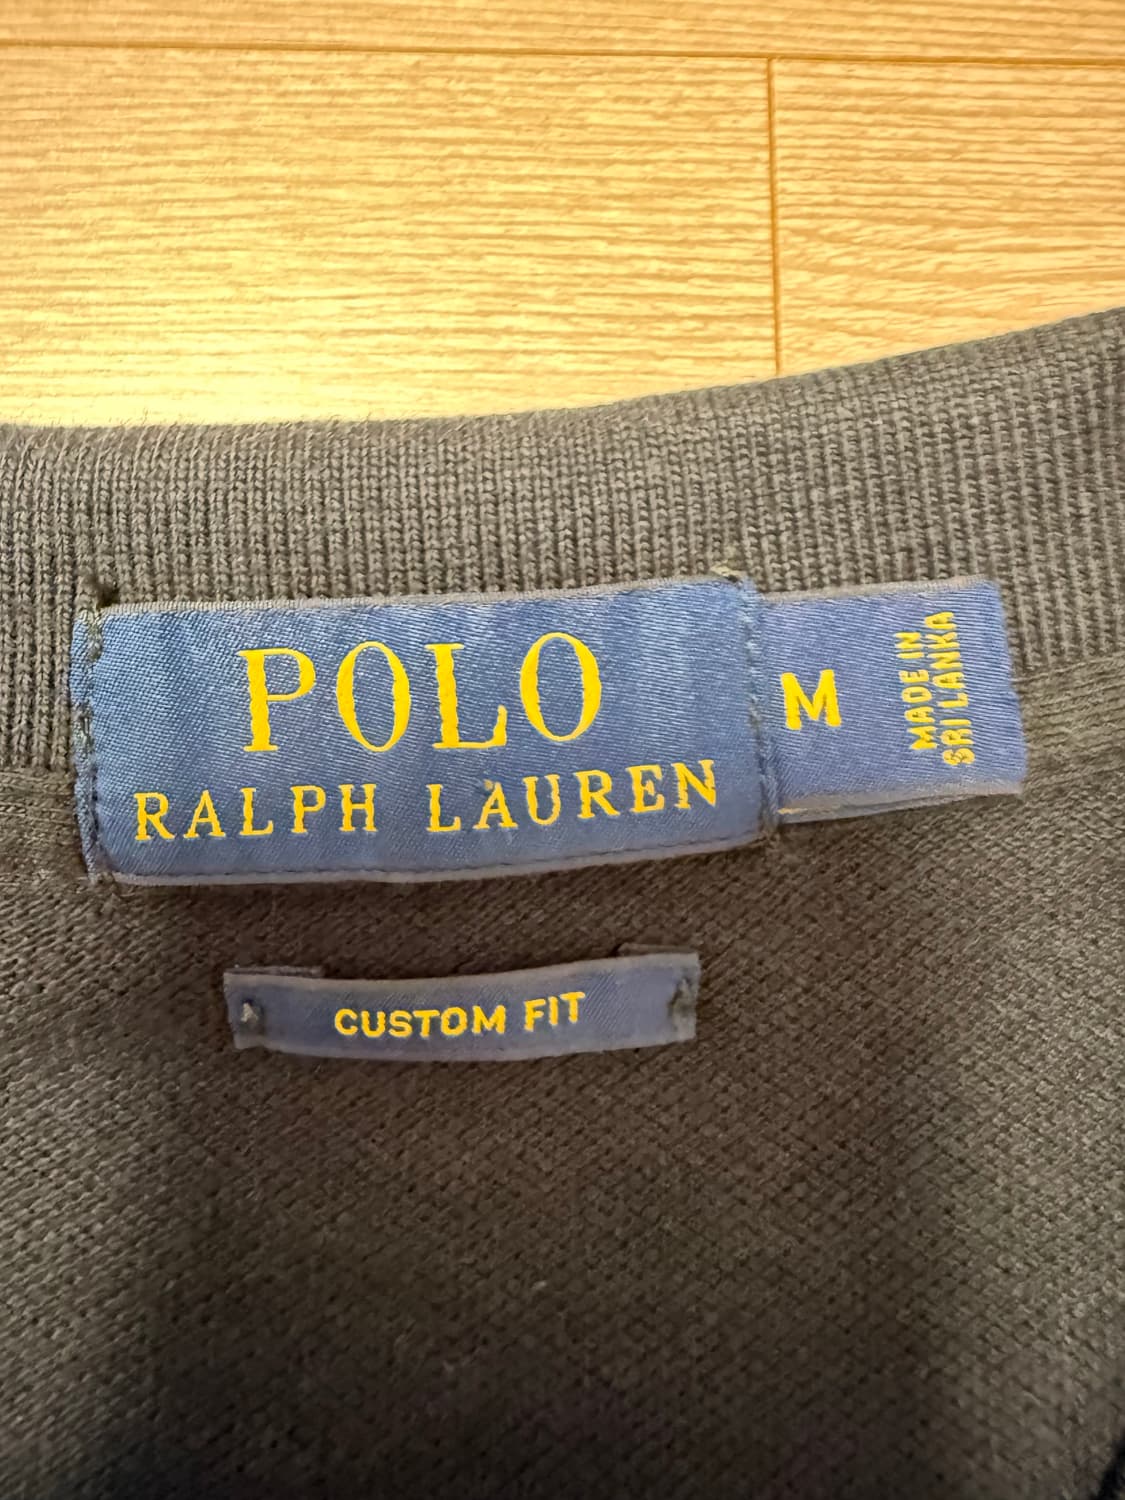 POLO
RALPH LAUREN
M
MADE IN
SRI LANKA
CUSTOM FIT